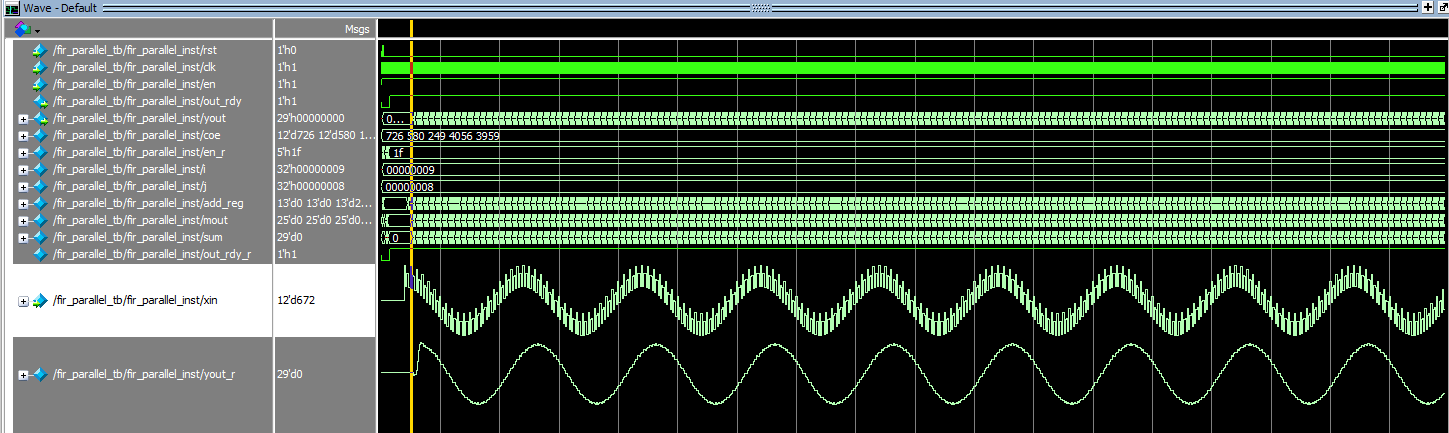 Wave - Default
Msgs
/fir_parallel_tb/fir_parallel_inst/rst 1'h0
/fir_parallel_tb/fir_parallel_inst/clk 1'h1
/fir_parallel_tb/fir_parallel_inst/en 1'h1
/fir_parallel_tb/fir_parallel_inst/out_rdy 1'h1
/fir_parallel_tb/fir_parallel_inst/yout 29'h00000000 0...
/fir_parallel_tb/fir_parallel_inst/coe 12'd726 12'd580 1... 726 580 249 4056 3959
/fir_parallel_tb/fir_parallel_inst/en_r 5'h1f 1f
/fir_parallel_tb/fir_parallel_inst/i 32'h00000009 00000009
/fir_parallel_tb/fir_parallel_inst/j 32'h00000008 00000008
/fir_parallel_tb/fir_parallel_inst/add_reg 13'd0 13'd0 13'd2...
/fir_parallel_tb/fir_parallel_inst/mout 25'd0 25'd0 25'd0...
/fir_parallel_tb/fir_parallel_inst/sum 29'd0 0
/fir_parallel_tb/fir_parallel_inst/out_rdy_r 1'h1
/fir_parallel_tb/fir_parallel_inst/xin 12'd672
/fir_parallel_tb/fir_parallel_inst/yout_r 29'd0